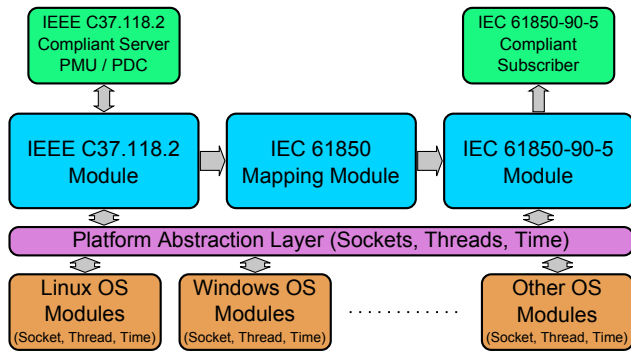 IEEE C37.118.2
Compliant Server
PMU / PDC
IEC 61850-90-5
Compliant
Subscriber
IEEE C37.118.2
Module
IEC 61850
Mapping Module
IEC 61850-90-5
Module
Platform Abstraction Layer (Sockets, Threads, Time)
Linux OS
Modules
(Socket, Thread, Time)
Windows OS
Modules
(Socket, Thread, Time)
Other OS
Modules
(Socket, Thread, Time)